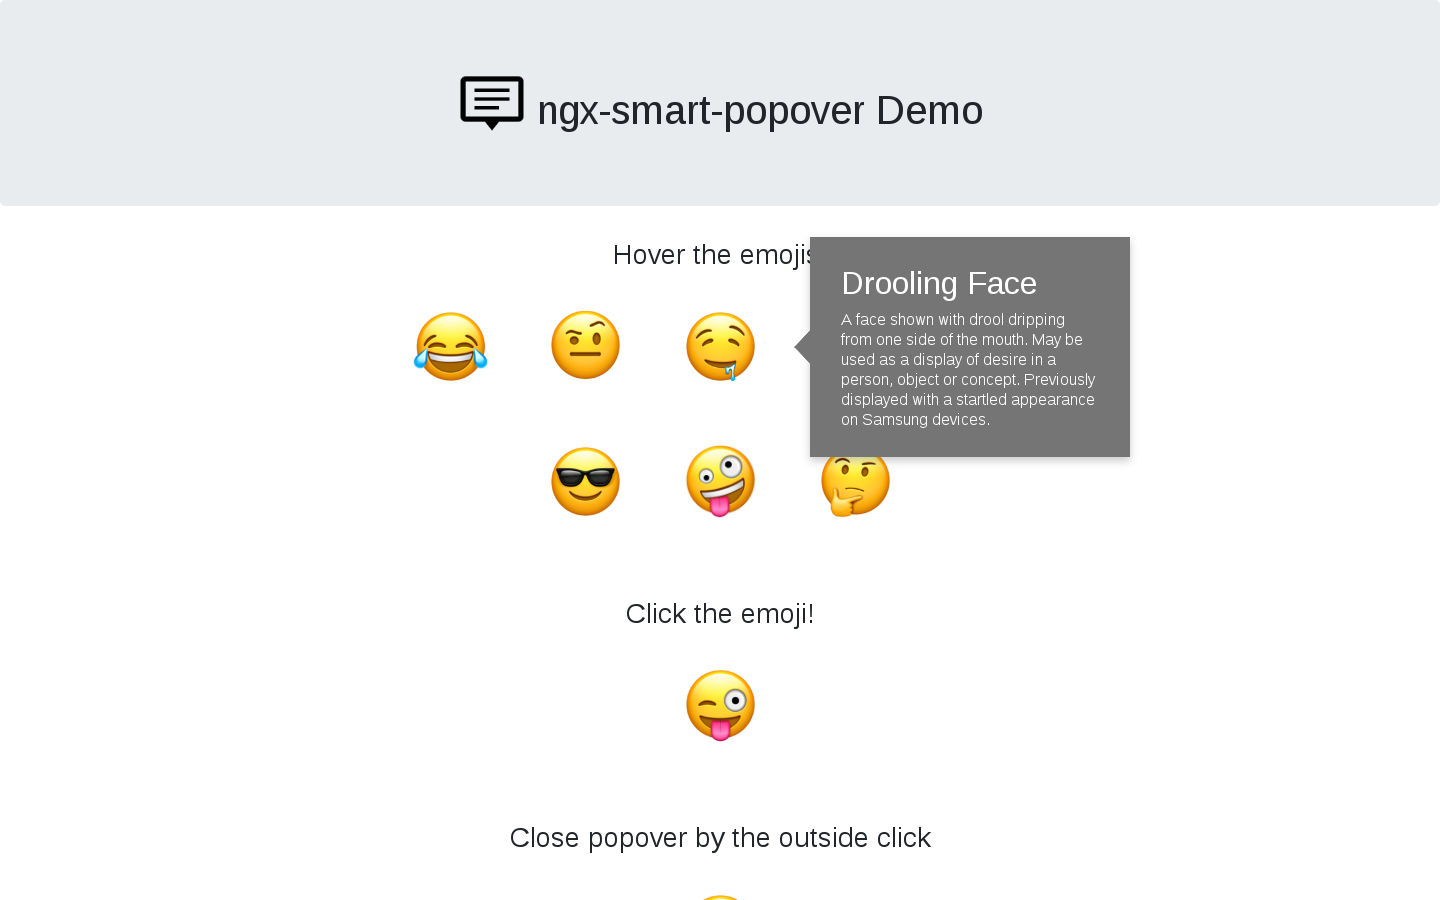 ngx-smart-popover Demo
Hover the emojis
Drooling Face
A face shown with drool dripping
from one side of the mouth. May be
used as a display of desire in a
person, object or concept. Previously
displayed with a startled appearance
on Samsung devices.
Click the emoji!
Close popover by the outside click